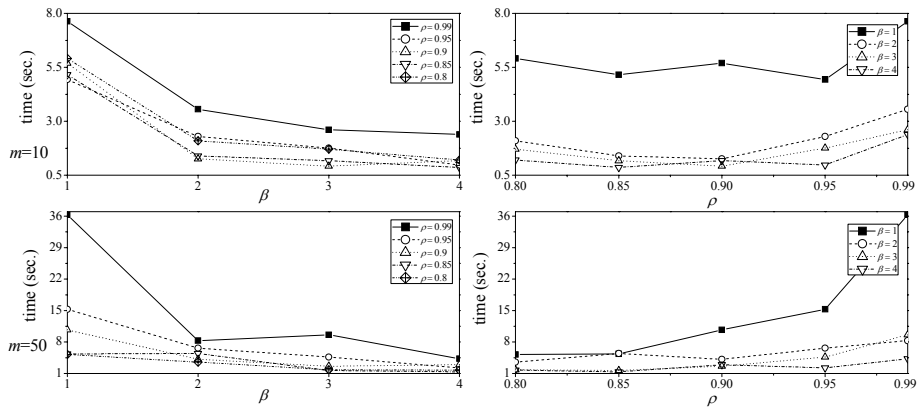 8.0
5.5
3.0
0.5
time (sec.)
m=10
1
2
3
4
β
ρ = 0.99
ρ = 0.95
ρ = 0.9
ρ = 0.85
ρ = 0.8
8.0
5.5
3.0
0.5
time (sec.)
0.80
0.85
0.90
0.95
0.99
ρ
β = 1
β = 2
β = 3
β = 4
36
29
22
15
8
1
time (sec.)
m=50
1
2
3
4
β
ρ = 0.99
ρ = 0.95
ρ = 0.9
ρ = 0.85
ρ = 0.8
36
29
22
15
8
1
time (sec.)
0.80
0.85
0.90
0.95
0.99
ρ
β = 1
β = 2
β = 3
β = 4